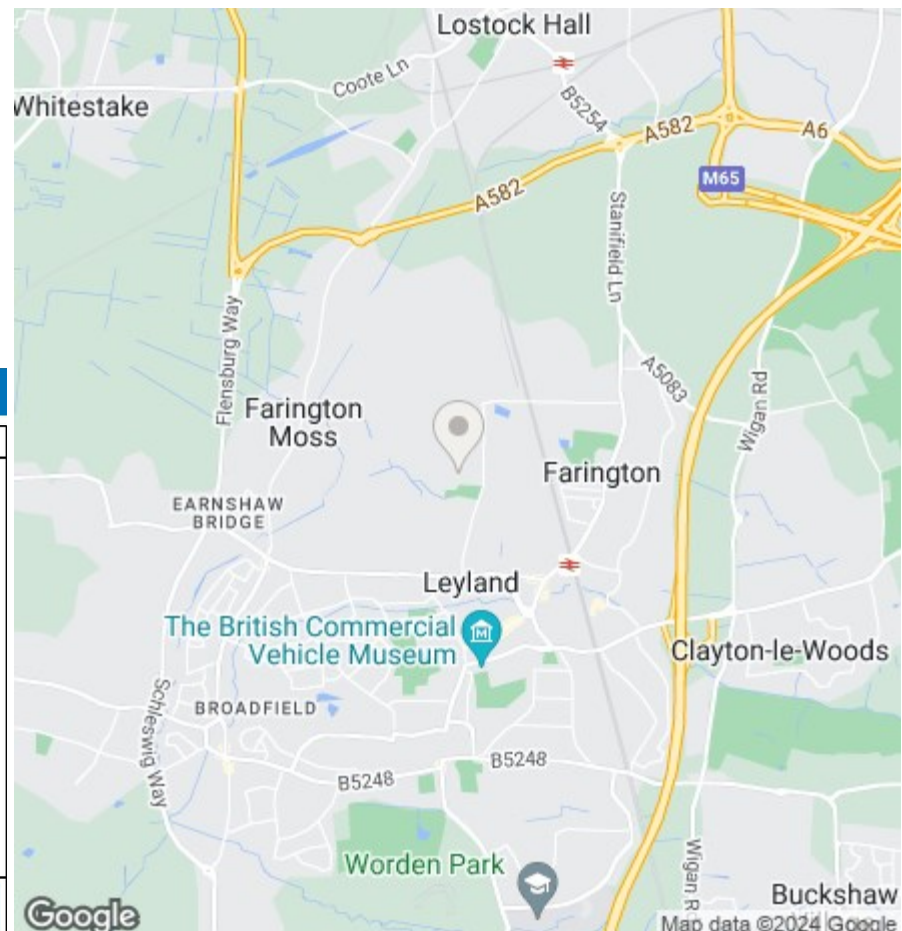 Lostock Hall
Coote Ln
Whitestake
B5254
A582
A6
M65
A582
Stanifield Ln
Flensburg Way
A5083
Wigan Rd
Farington
Moss
Farington
EARNSHAW
BRIDGE
Leyland
The British Commercial
Vehicle Museum
M
Clayton-le-Woods
Schleswig Way
BROADFIELD
B5248
B5248
Worden Park
Wigan Rd
Buckshaw
Google
Map data ©2024 Google